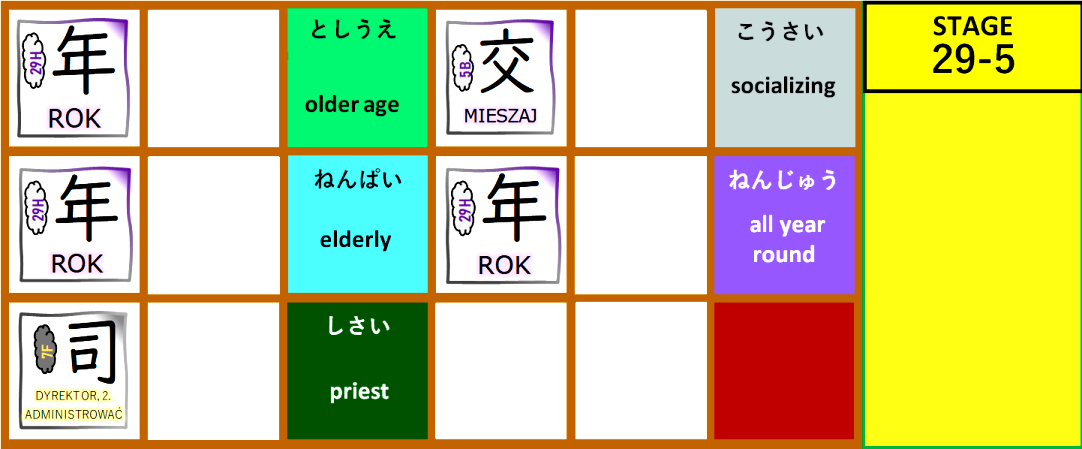 29H
年
ROK
としうえ
older age
5B
交
MIESZAJ
こうさい
socializing
STAGE
29-5
29H
年
ROK
ねんぱい
elderly
29H
年
ROK
ねんじゅう
all year
round
7F
司
DYREKTOR, 2.
ADMINISTROWAĆ
しさい
priest